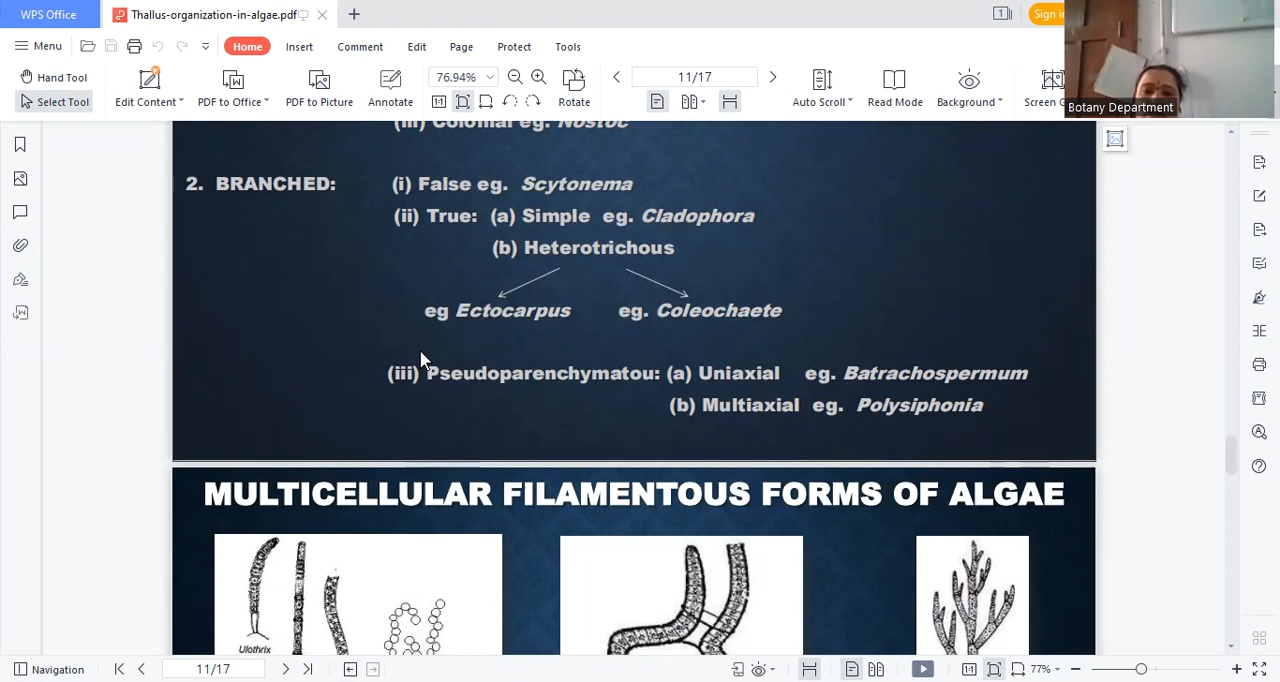 WPS Office
Thallus-organization-in-algae.pdf
Sign in
Menu
Home
Insert
Comment
Edit
Page
Protect
Tools
Hand Tool
Select Tool
Edit Content
PDF to Office
PDF to Picture
Annotate
76.94%
Rotate
11/17
Auto Scroll
Read Mode
Background
Screen
Botany Department
(iii) Colonial eg. Nostoc
2. BRANCHED: (i) False eg. Scytonema
(ii) True: (a) Simple eg. Cladophora
(b) Heterotrichous
eg Ectocarpus eg. Coleochaete
(iii) Pseudoparenchymatou: (a) Uniaxial eg. Batrachospermum
(b) Multiaxial eg. Polysiphonia
MULTICELLULAR FILAMENTOUS FORMS OF ALGAE
Ulothrix
Navigation
11/17
77%